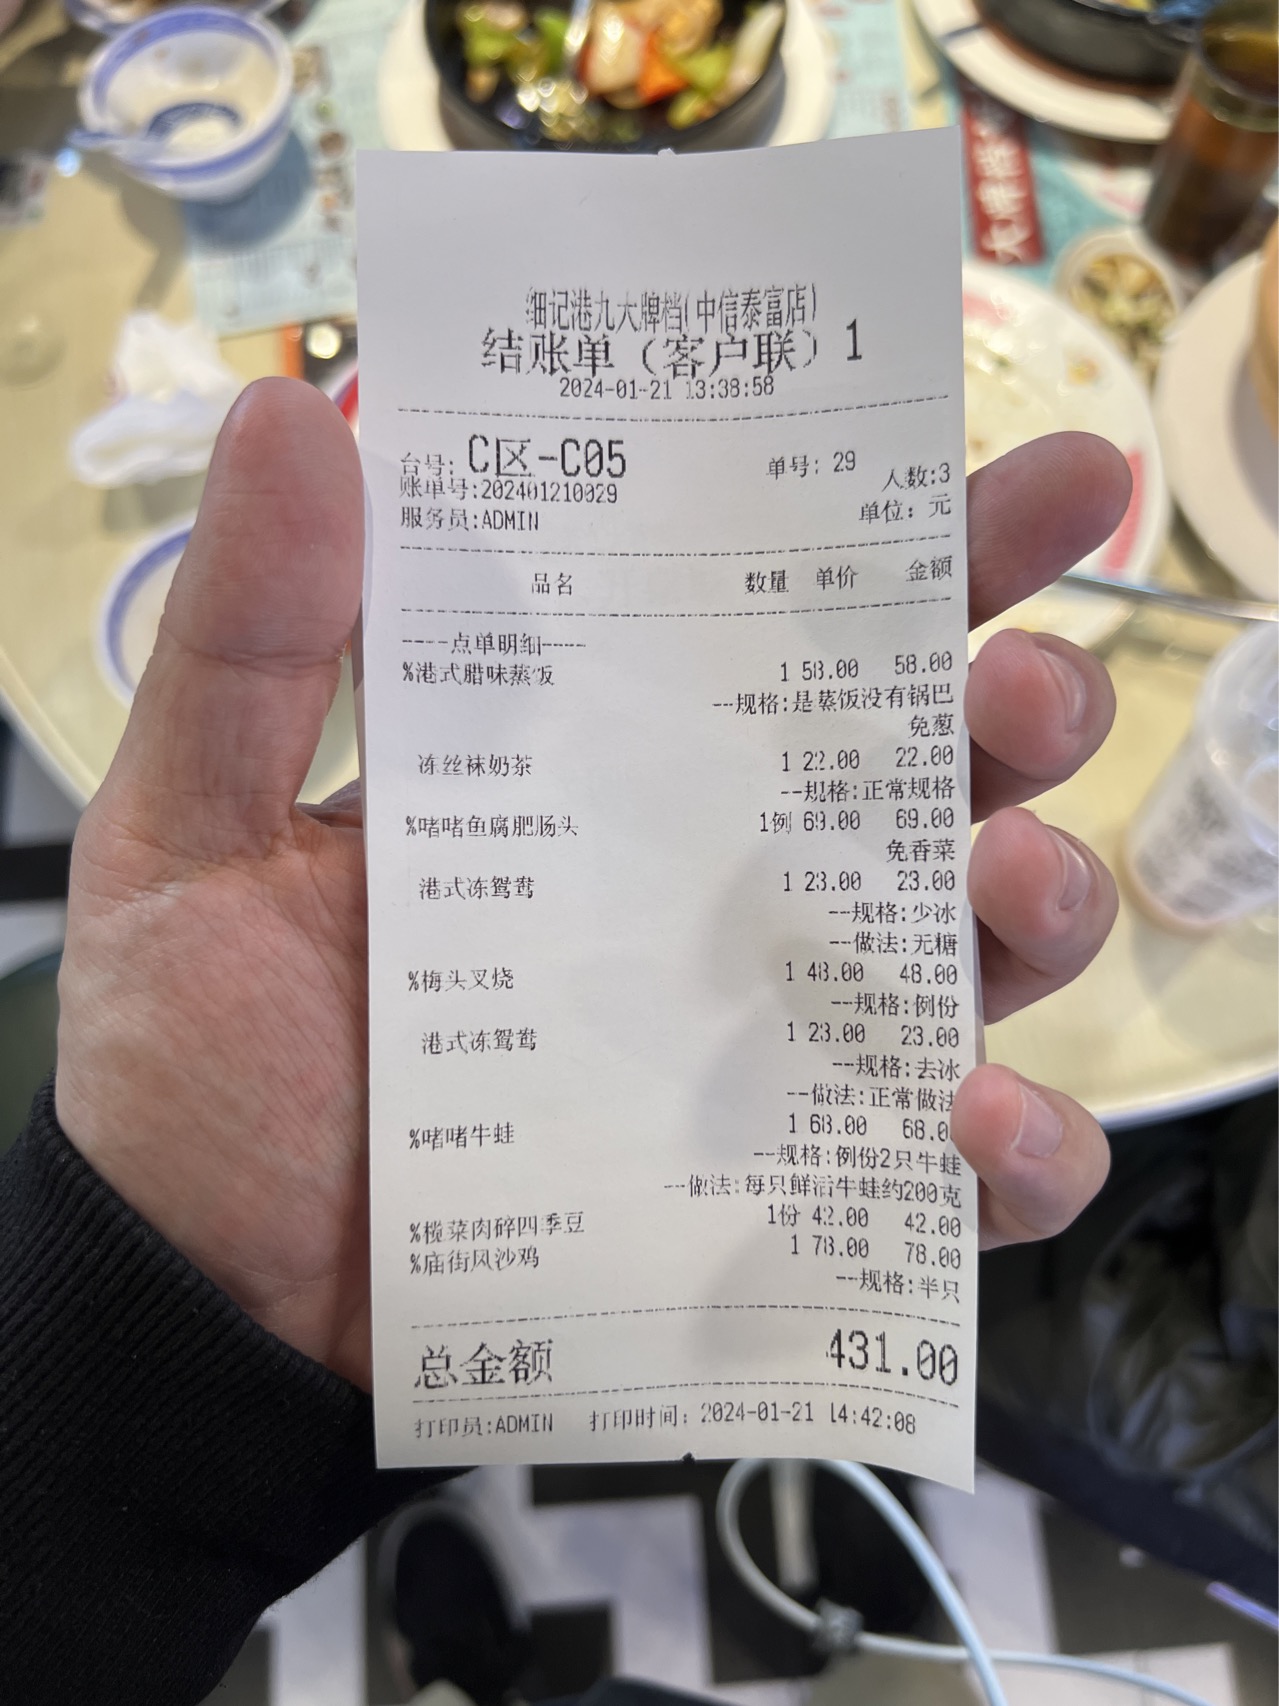 细记港九大牌档(中信泰富店)
结账单（客户联）1
2024-01-21 13:38:58
台号: C区-C05 单号: 29 人数:3
账单号:202401210029
服务员:ADMIN 单位: 元
品名 数量 单价 金额
----点单明细----
%港式腊味蒸饭 1 58.00 58.00
--规格:是蒸饭没有锅巴
免葱
冻丝袜奶茶 1 22.00 22.00
--规格:正常规格
%啫啫鱼腐肥肠头 1例 69.00 69.00
免香菜
港式冻鸳鸯 1 23.00 23.00
--规格:少冰
--做法:无糖
%梅头叉烧 1 48.00 48.00
--规格:例份
港式冻鸳鸯 1 23.00 23.00
--规格:去冰
--做法:正常做法
%啫啫牛蛙 1 68.00 68.0
--规格:例份2只牛蛙
--做法:每只鲜活牛蛙约200克
%榄菜肉碎四季豆 1份 42.00 42.00
%庙街风沙鸡 1 78.00 78.00
--规格:半只
总金额 431.00
打印员:ADMIN 打印时间: 2024-01-21 14:42:08